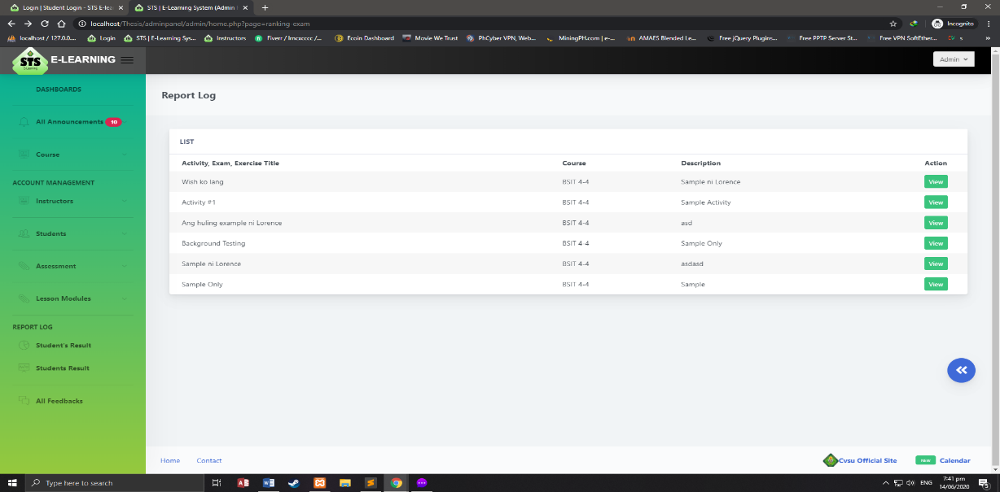 Login | Student Login - STS E-lea
STS | E-Learning System (Admin
localhost/Thesis/adminpanel/admin/home.php?page=ranking-exam
Incognito
localhost / 127.0.0....
Login
STS | E-Learning Sys...
Instructors
Fiverr / lmcxccc /...
Ecoin Dashboard
Movie We Trust
PhCyber VPN, Web...
MiningPH.com | e-...
AMAES Blended Le...
Free jQuery Plugins...
Free PPTP Server St...
Free VPN SoftEther...
s
STS
E-LEARNING
Admin
DASHBOARDS
All Announcements 10
Course
ACCOUNT MANAGEMENT
Instructors
Students
Assessment
Lesson Modules
REPORT LOG
Student's Result
Students Result
All Feedbacks
Report Log
LIST
Activity, Exam, Exercise Title Course Description Action
Wish ko lang BSIT 4-4 Sample ni Lorence View
Activity #1 BSIT 4-4 Sample Activity View
Ang huling example ni Lorence BSIT 4-4 asd View
Background Testing BSIT 4-4 Sample Only View
Sample ni Lorence BSIT 4-4 asdasd View
Sample Only BSIT 4-4 Sample View
Home Contact
Cvsu Official Site
NEW Calendar
Type here to search
ENG
7:41 pm
14/06/2020
5